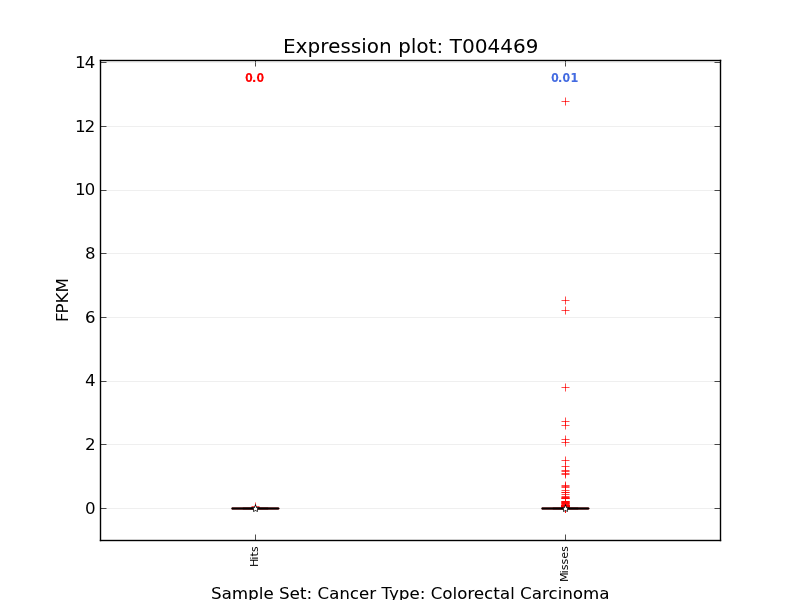 Expression plot: T004469
0.0
0.01
14
12
10
8
6
4
2
0
FPKM
Hits
Misses
Sample Set: Cancer Type: Colorectal Carcinoma